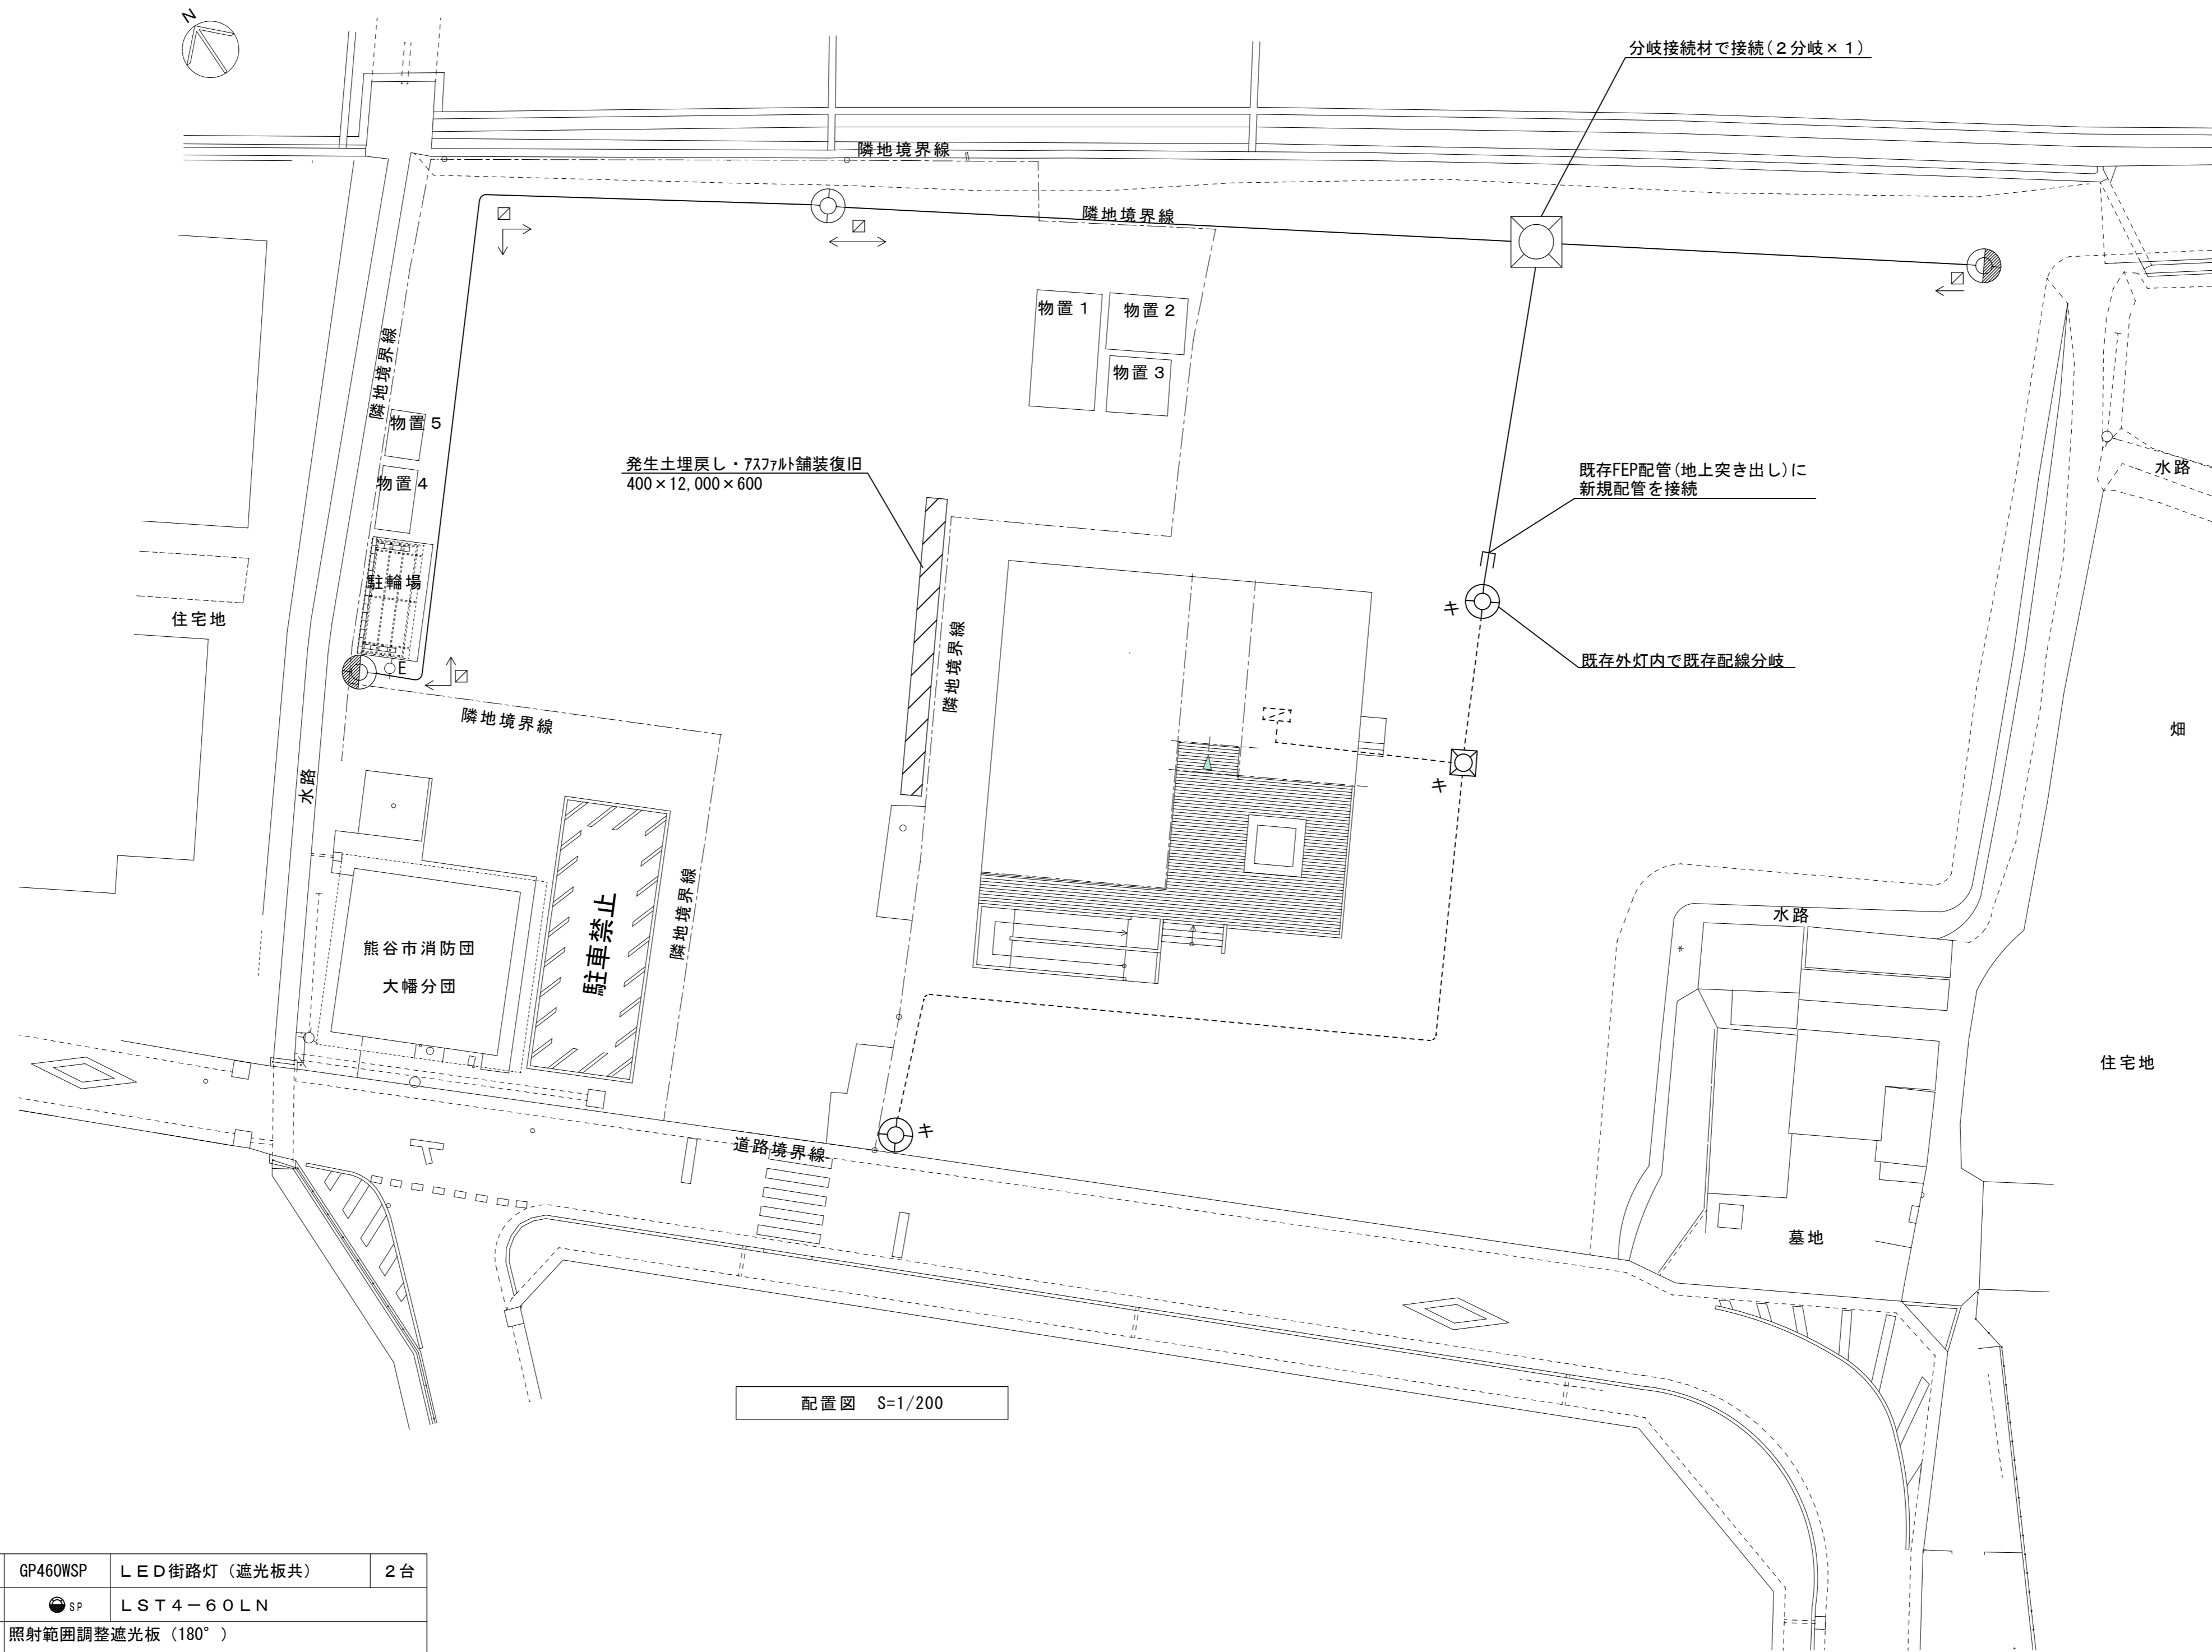 N
分岐接続材で接続(２分岐×１)
隣地境界線
隣地境界線
物置１
物置２
物置３
隣地境界線
物置５
物置４
発生土埋戻し・ｱｽﾌｧﾙﾄ舗装復旧
400×12,000×600
既存FEP配管(地上突き出し)に
新規配管を接続
水路
駐輪場
住宅地
キ
隣地境界線
既存外灯内で既存配線分岐
E
隣地境界線
畑
水路
キ
隣地境界線
駐車禁止
水路
熊谷市消防団
大幡分団
住宅地
キ
道路境界線
墓地
配置図 S=1/200
GP460WSP ＬＥＤ街路灯（遮光板共） ２台
SP ＬＳＴ４－６０ＬＮ
照射範囲調整遮光板（180°）